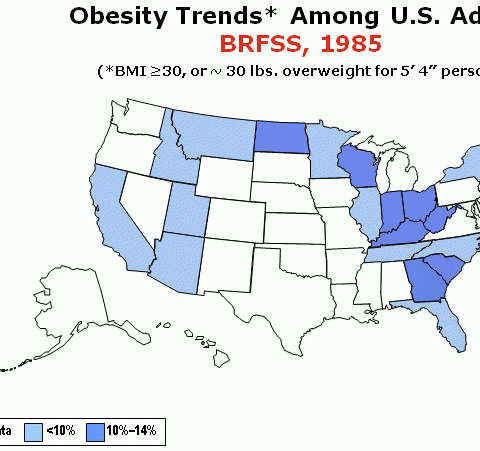 Obesity Trends* Among U.S. Ad
BRFSS, 1985
(*BMI ≥30, or ~ 30 lbs. overweight for 5’ 4” perso
ata <10% 10%–14%